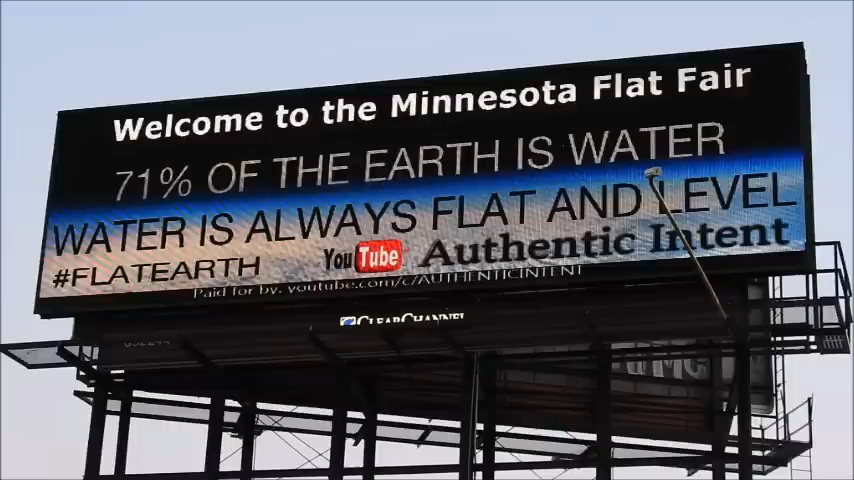 Welcome to the Minnesota Flat Fair
71% OF THE EARTH IS WATER
WATER IS ALWAYS FLAT AND LEVEL
#FLATEARTH YouTube Authentic Intent
Paid for by: youtube.com/c/AUTHENTICINTENT
CLEARCHANNEL